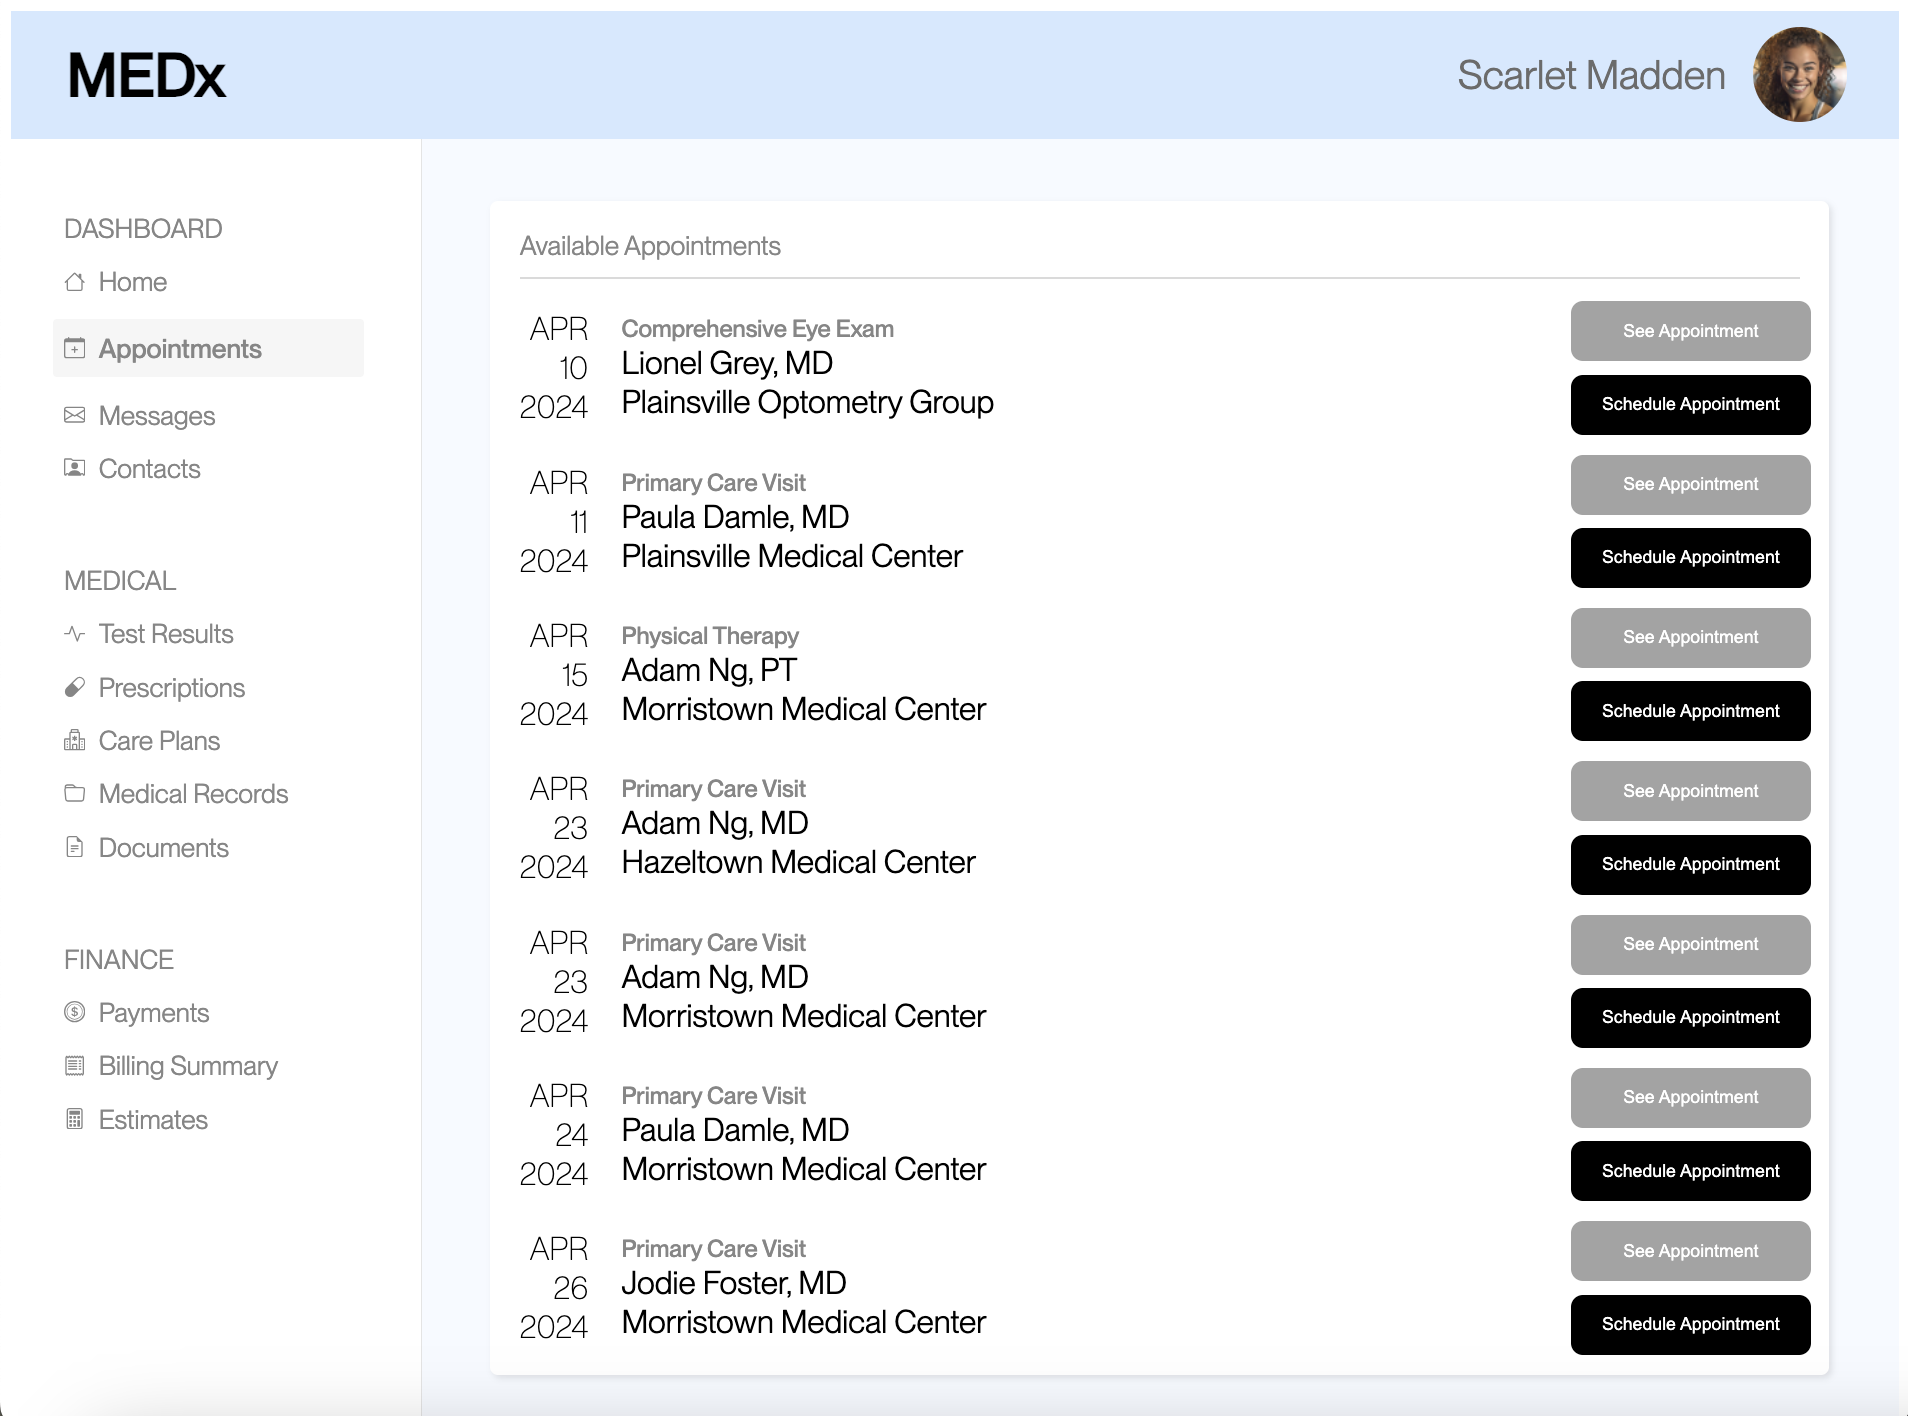 MEDx
Scarlet Madden
DASHBOARD
Home
Appointments
Messages
Contacts
MEDICAL
Test Results
Prescriptions
Care Plans
Medical Records
Documents
FINANCE
Payments
Billing Summary
Estimates
Available Appointments
APR
10
2024
Comprehensive Eye Exam
Lionel Grey, MD
Plainsville Optometry Group
See Appointment
Schedule Appointment
APR
11
2024
Primary Care Visit
Paula Damle, MD
Plainsville Medical Center
See Appointment
Schedule Appointment
APR
15
2024
Physical Therapy
Adam Ng, PT
Morristown Medical Center
See Appointment
Schedule Appointment
APR
23
2024
Primary Care Visit
Adam Ng, MD
Hazeltown Medical Center
See Appointment
Schedule Appointment
APR
23
2024
Primary Care Visit
Adam Ng, MD
Morristown Medical Center
See Appointment
Schedule Appointment
APR
24
2024
Primary Care Visit
Paula Damle, MD
Morristown Medical Center
See Appointment
Schedule Appointment
APR
26
2024
Primary Care Visit
Jodie Foster, MD
Morristown Medical Center
See Appointment
Schedule Appointment